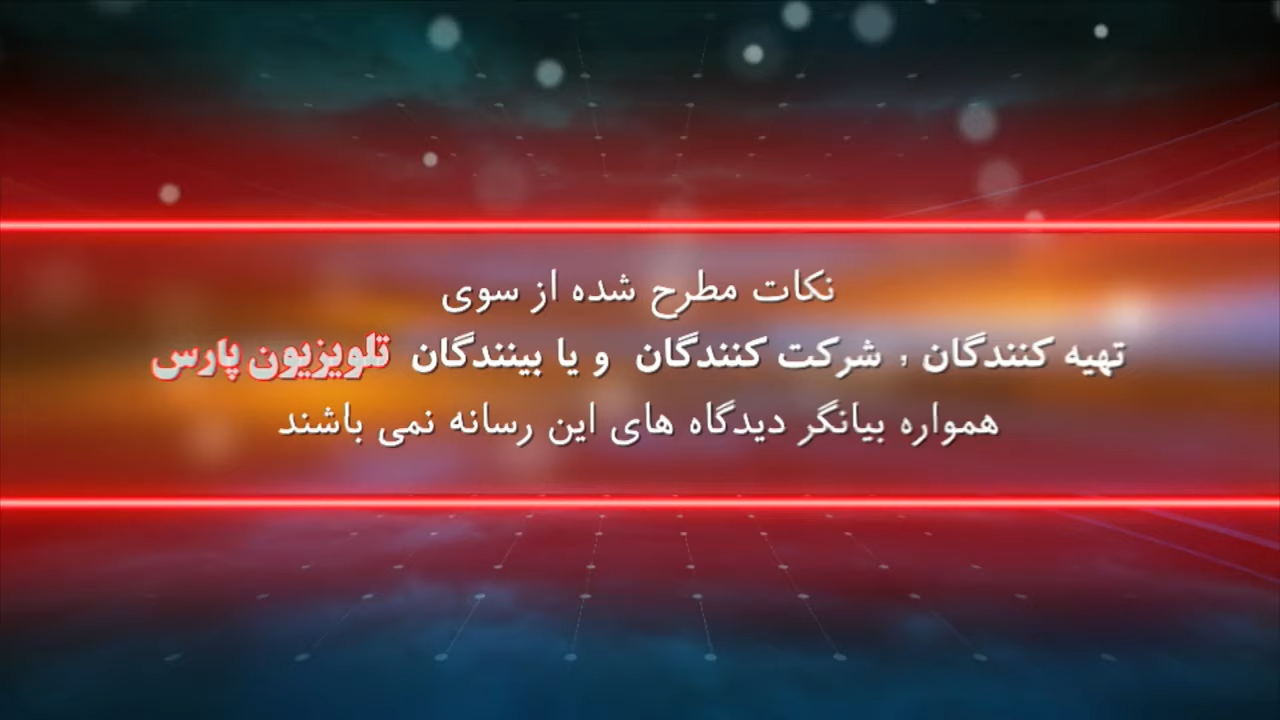 نکات مطرح شده از سوی
تهیه کنندگان , شرکت کنندگان و یا بینندگان تلویزیون پارس
همواره بیانگر دیدگاه های این رسانه نمی باشند